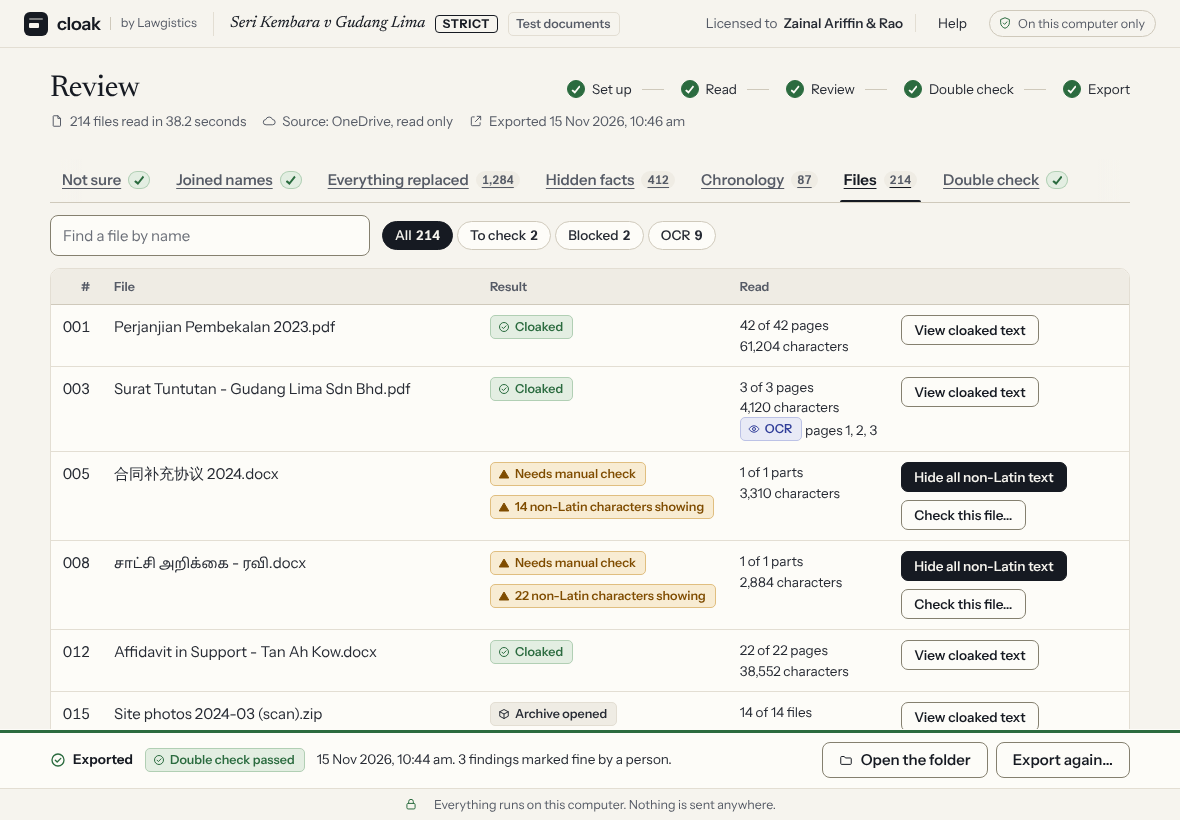 cloak by Lawgistics Seri Kembara v Gudang Lima STRICT Test documents Licensed to Zainal Ariffin & Rao Help On this computer only
Review
Set up Read Review Double check Export
214 files read in 38.2 seconds Source: OneDrive, read only Exported 15 Nov 2026, 10:46 am
Not sure Joined names Everything replaced 1,284 Hidden facts 412 Chronology 87 Files 214 Double check
Find a file by name All 214 To check 2 Blocked 2 OCR 9
# File Result Read
001 Perjanjian Pembekalan 2023.pdf Cloaked 42 of 42 pages View cloaked text
61,204 characters
003 Surat Tuntutan - Gudang Lima Sdn Bhd.pdf Cloaked 3 of 3 pages View cloaked text
4,120 characters
OCR pages 1, 2, 3
005 合同补充协议 2024.docx Needs manual check 1 of 1 parts Hide all non-Latin text
14 non-Latin characters showing 3,310 characters Check this file...
008 சாட்சி அறிக்கை - ரவி.docx Needs manual check 1 of 1 parts Hide all non-Latin text
22 non-Latin characters showing 2,884 characters Check this file...
012 Affidavit in Support - Tan Ah Kow.docx Cloaked 22 of 22 pages View cloaked text
38,552 characters
015 Site photos 2024-03 (scan).zip Archive opened 14 of 14 files View cloaked text
Exported Double check passed 15 Nov 2026, 10:44 am. 3 findings marked fine by a person. Open the folder Export again...
Everything runs on this computer. Nothing is sent anywhere.